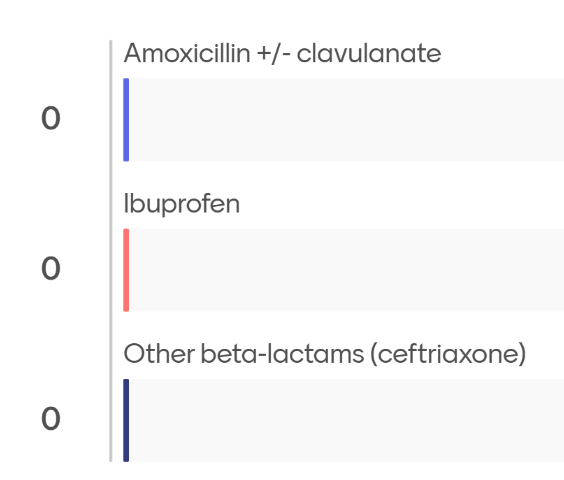 Amoxicillin +/- clavulanate
0
Ibuprofen
0
Other beta-lactams (ceftriaxone)
0